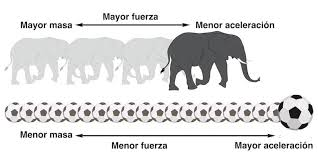 Mayor fuerza
Mayor masa
Menor aceleración
Menor masa
Menor fuerza
Mayor aceleración